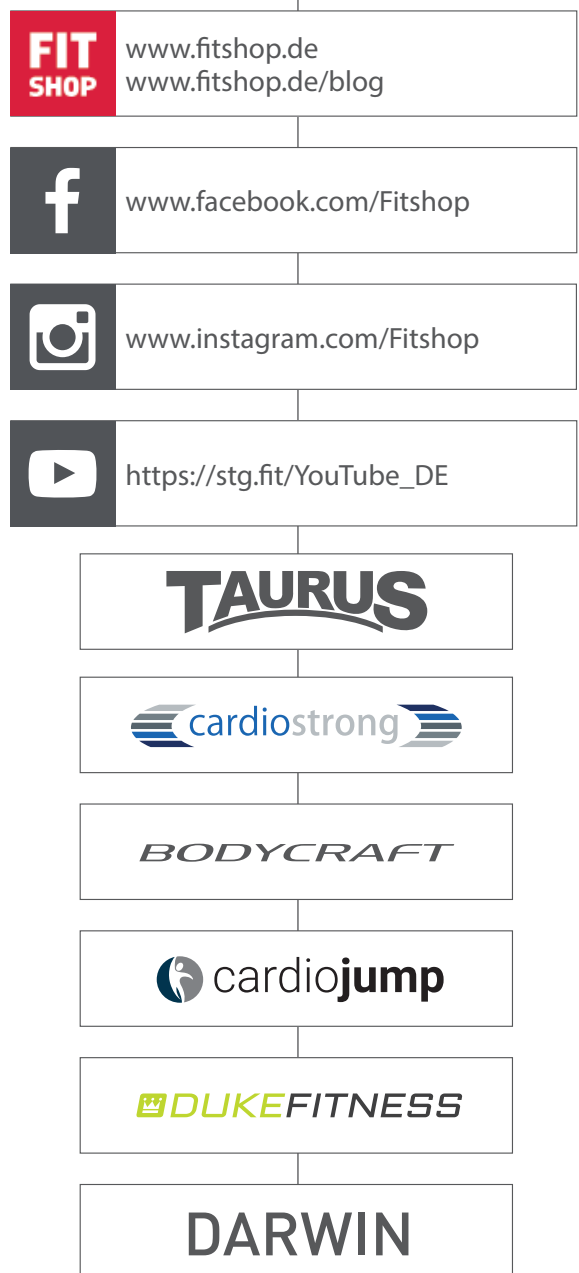 FIT
SHOP
www.fitshop.de
www.fitshop.de/blog
www.facebook.com/Fitshop
www.instagram.com/Fitshop
https://stg.fit/YouTube_DE
TAURUS
cardiostrong
BODYCRAFT
cardiojump
DUKEFITNESS
DARWIN